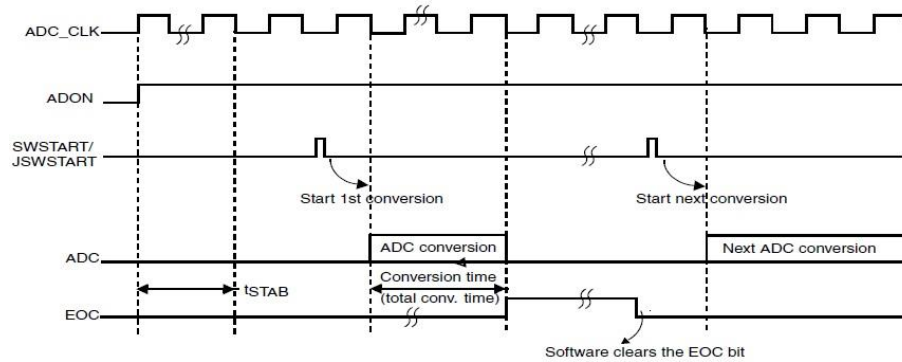 ADC_CLK
ADON
SWSTART/
JSWSTART
Start 1st conversion
Start next conversion
ADC
ADC conversion
Next ADC conversion
Conversion time
(total conv. time)
tSTAB
EOC
Software clears the EOC bit